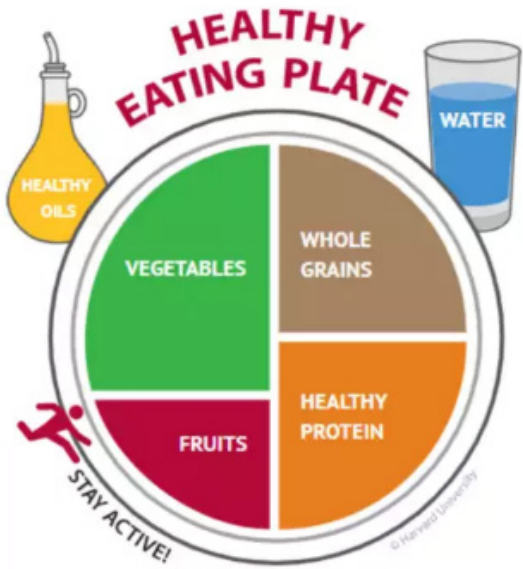 HEALTHY
EATING PLATE
HEALTHY
OILS
WATER
VEGETABLES
WHOLE
GRAINS
FRUITS
HEALTHY
PROTEIN
STAY ACTIVE!
© Harvard University